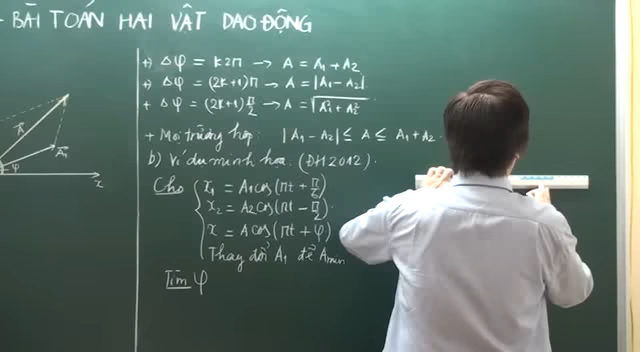 - BÀI TOÁN HAI VẬT DAO ĐỘNG
+) Δφ = k2π → A = A₁ + A₂
+) Δφ = (2k+1)π → A = |A₁ - A₂|.
+ Δφ = (2k+1)π/2 → A = √(A₁² + A₂²)
+ Mọi trường hợp: |A₁ - A₂| ≤ A ≤ A₁ + A₂.
b) Ví dụ minh họa. (ĐH 2012).
Cho { x₁ = A₁cos(πt + π/2)
x₂ = A₂cos(πt - π/2).
x = A cos(πt + φ)
Thay đổi A₁ để Amin
Tìm φ
A
A₁
φ
x